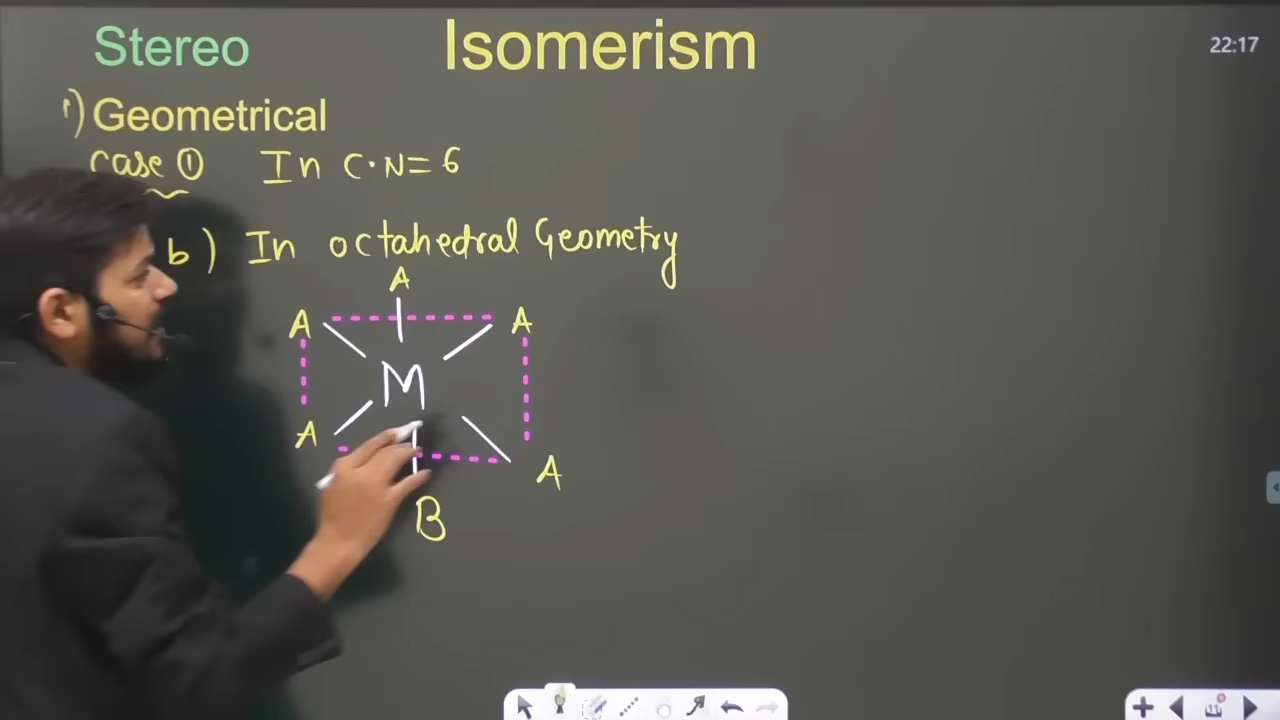 Stereo Isomerism
22:17
1) Geometrical
Case ① In C.N=6
b) In octahedral Geometry
A
A A
M
A A
B